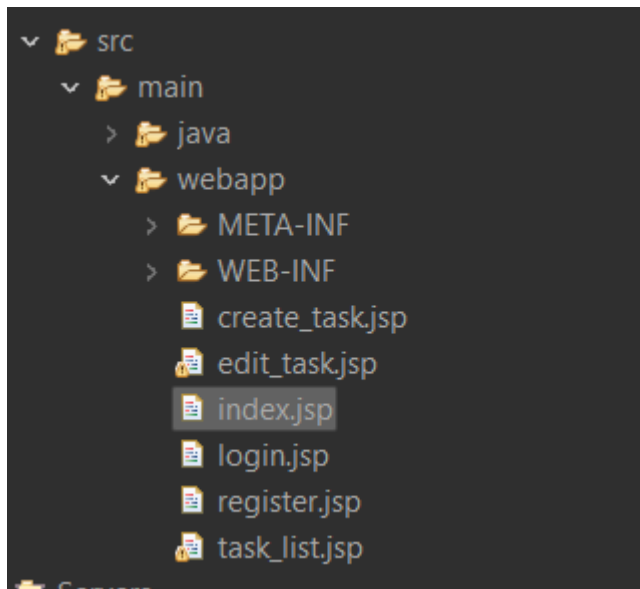 src
main
java
webapp
META-INF
WEB-INF
create_task.jsp
edit_task.jsp
index.jsp
login.jsp
register.jsp
task_list.jsp